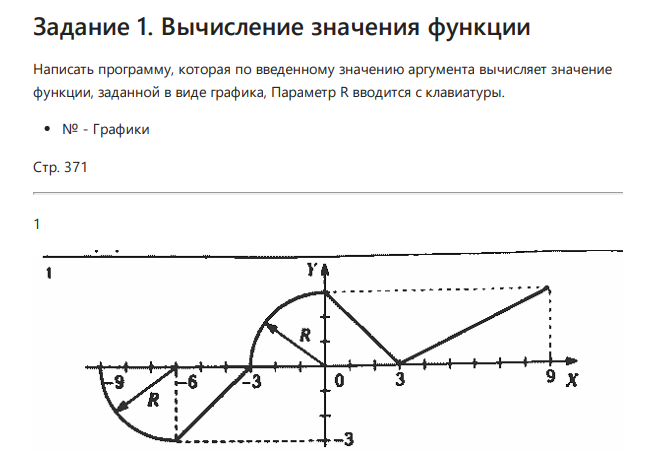 Задание 1. Вычисление значения функции
Написать программу, которая по введенному значению аргумента вычисляет значение
функции, заданной в виде графика, Параметр R вводится с клавиатуры.
№ - Графики
Стр. 371
1
1
Y
R
-9 -6 -3 0 3 9 X
R
-3